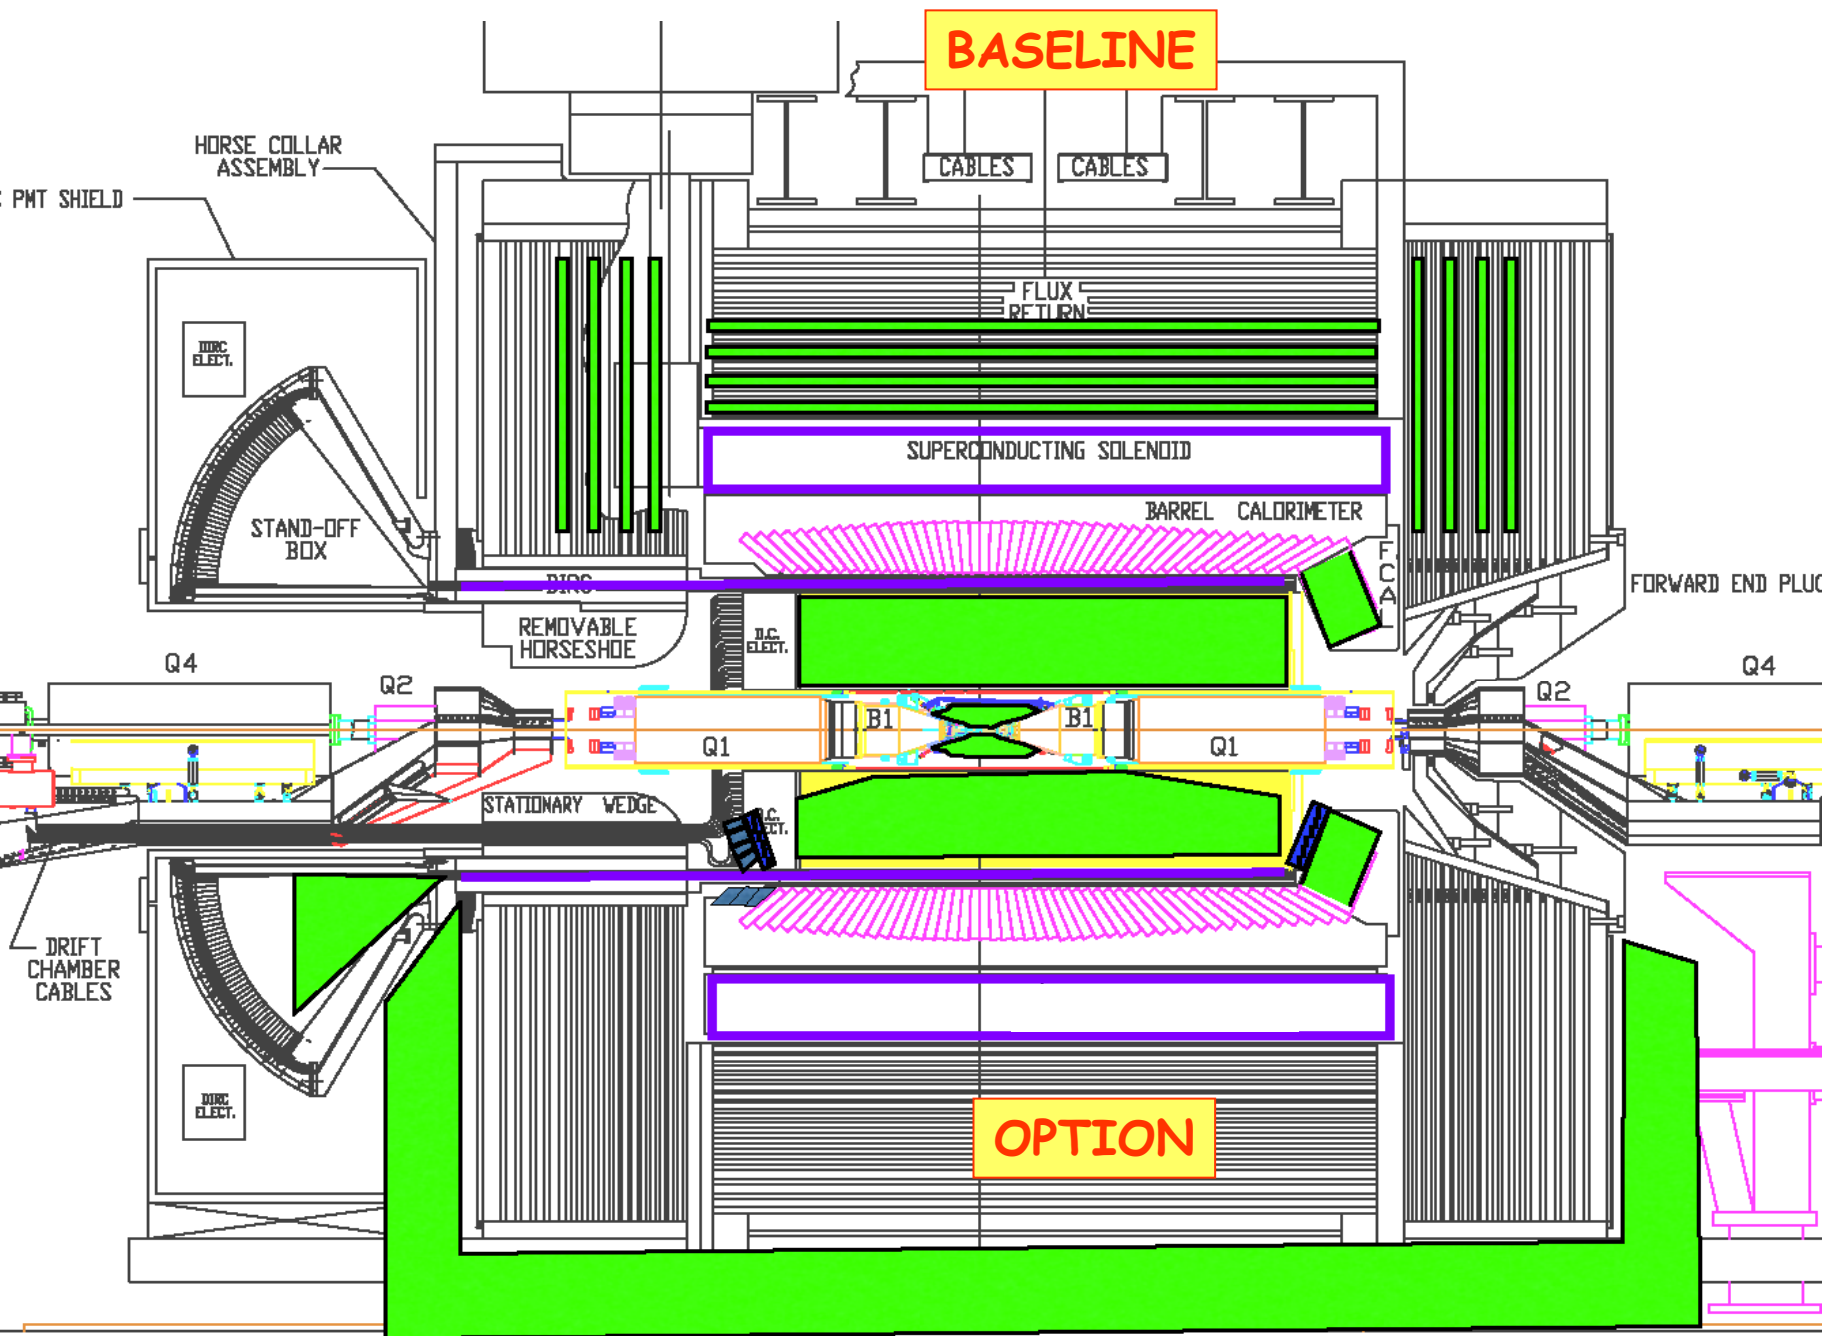 BASELINE
HORSE COLLAR
ASSEMBLY
PMT SHIELD
CABLES
CABLES
FLUX
RETURN
DIRC
ELECT.
SUPERCONDUCTING SOLENOID
BARREL CALORIMETER
STAND-OFF
BOX
F.
C
A
L
DIRC
FORWARD END PLUG
REMOVABLE
HORSESHOE
D.C.
ELECT.
Q4
Q2
Q1
B1
B1
Q1
Q2
Q4
STATIONARY WEDGE
D.C.
ECT.
DRIFT
CHAMBER
CABLES
DIRC
ELECT.
OPTION